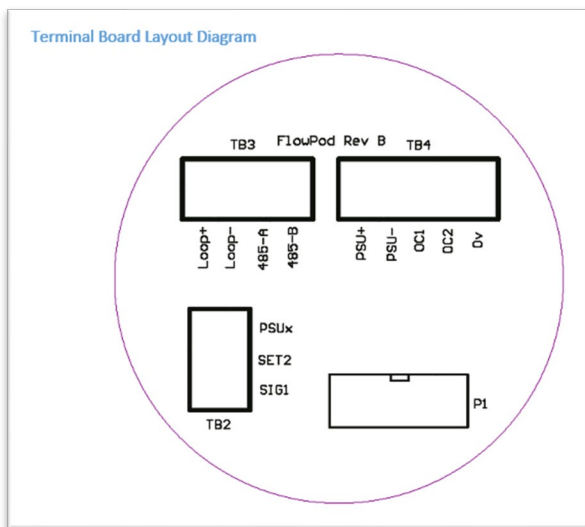 Terminal Board Layout Diagram
FlowPod Rev B
TB3
TB4
Loop+
Loop-
485-A
485-B
PSU+
PSU-
OC1
OC2
0v
PSUx
SET2
SIG1
TB2
P1